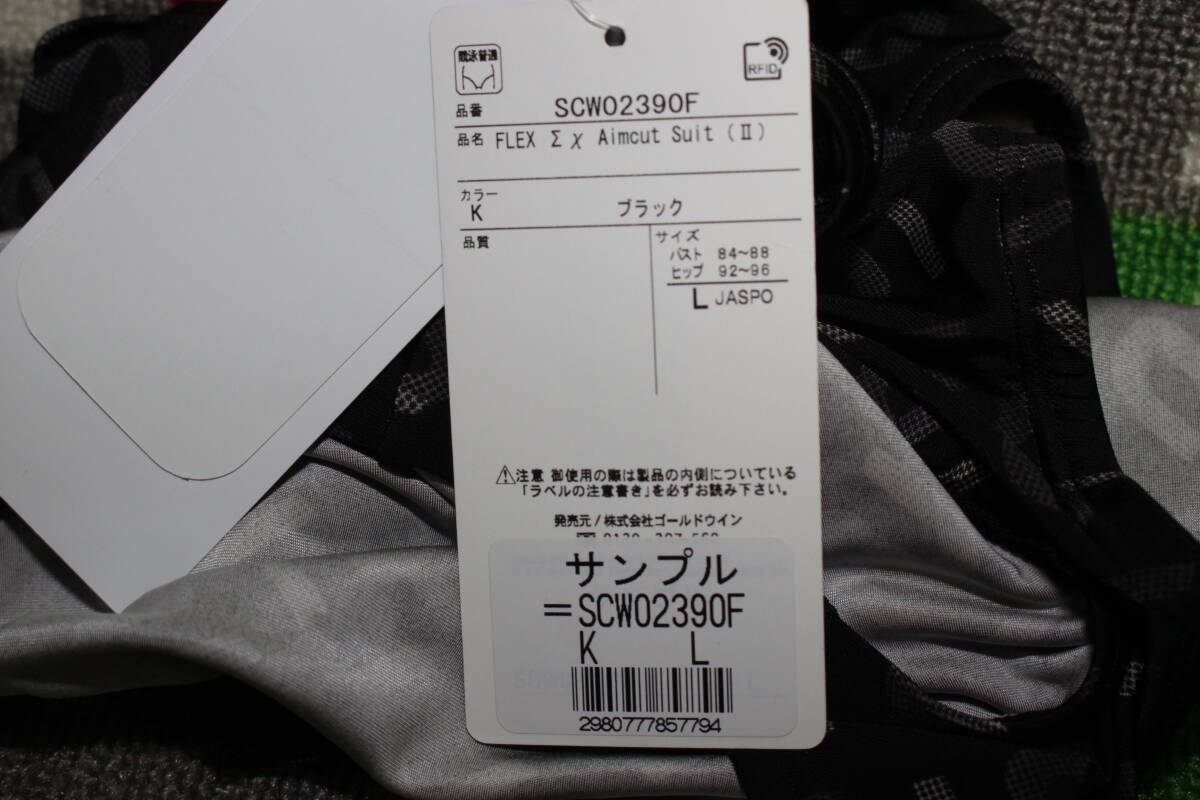 競泳普通
RFID
品番 SCW02390F
品名 FLEX Σχ Aimcut Suit (Ⅱ)
カラー
K ブラック
品質
サイズ
バスト 84~88
ヒップ 92~96
L JASPO
⚠注意 御使用の際は製品の内側についている
「ラベルの注意書き」を必ずお読み下さい。
発売元/株式会社ゴールドウイン
サンプル
=SCW02390F
K L
2980777857794